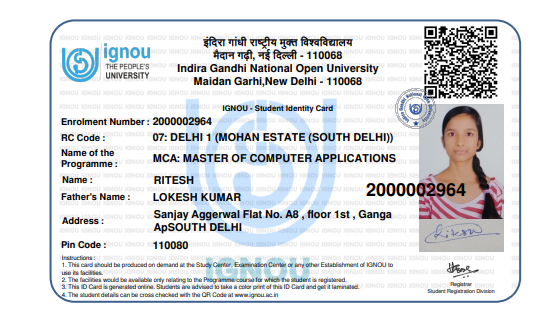 ignou
THE PEOPLE'S
UNIVERSITY
इंदिरा गांधी राष्ट्रीय मुक्त विश्वविद्यालय
मैदान गढ़ी, नई दिल्ली - 110068
Indira Gandhi National Open University
Maidan Garhi,New Delhi - 110068
IGNOU - Student Identity Card
Enrolment Number : 2000002964
RC Code : 07: DELHI 1 (MOHAN ESTATE (SOUTH DELHI))
Name of the
Programme : MCA: MASTER OF COMPUTER APPLICATIONS
Name : RITESH
2000002964
Father's Name : LOKESH KUMAR
Address : Sanjay Aggerwal Flat No. A8 , floor 1st , Ganga
ApSOUTH DELHI
Pin Code : 110080
Instructions :
1. This card should be produced on demand at the Study Center, Examination Center or any other Establishment of IGNOU to
use its facilities.
2. The facilities would be available only relating to the Programme/course for which the student is registered.
3. This ID Card is generated online. Students are advised to take a color print of this ID Card and get it laminated.
4. The student details can be cross checked with the QR Code at www.ignou.ac.in
Registrar
Student Registration Division
IGNOU